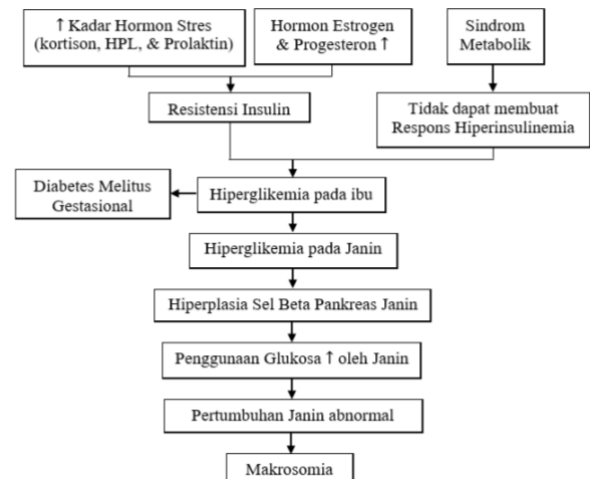 ↑ Kadar Hormon Stres
(kortison, HPL, & Prolaktin)
Hormon Estrogen
& Progesteron ↑
Sindrom
Metabolik
Resistensi Insulin
Tidak dapat membuat
Respons Hiperinsulinemia
Diabetes Melitus
Gestasional
Hiperglikemia pada ibu
Hiperglikemia pada Janin
Hiperplasia Sel Beta Pankreas Janin
Penggunaan Glukosa ↑ oleh Janin
Pertumbuhan Janin abnormal
Makrosomia